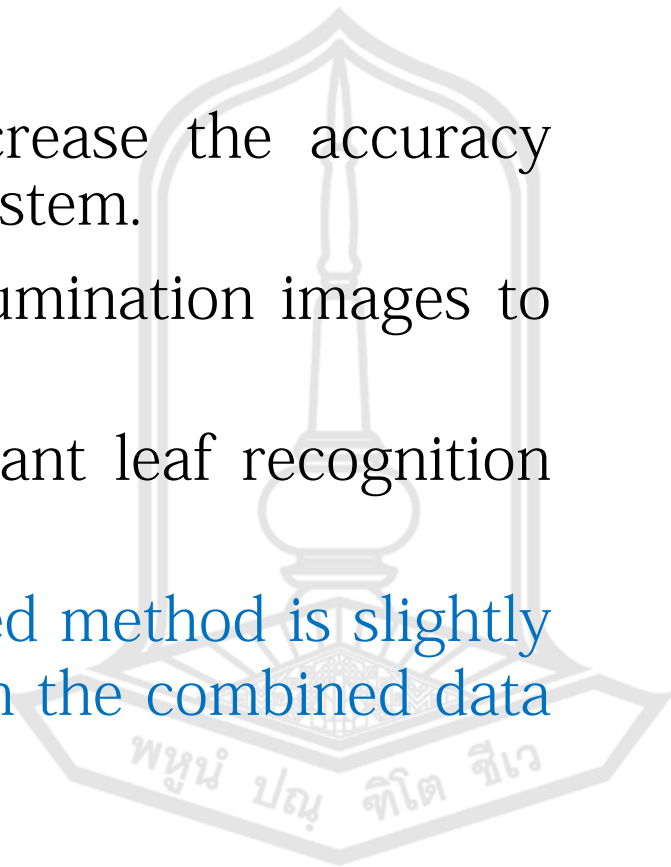 crease the accuracy
stem.
umination images to
ant leaf recognition
ed method is slightly
n the combined data
พหูนํ ปณฺฑิโต ชีเว